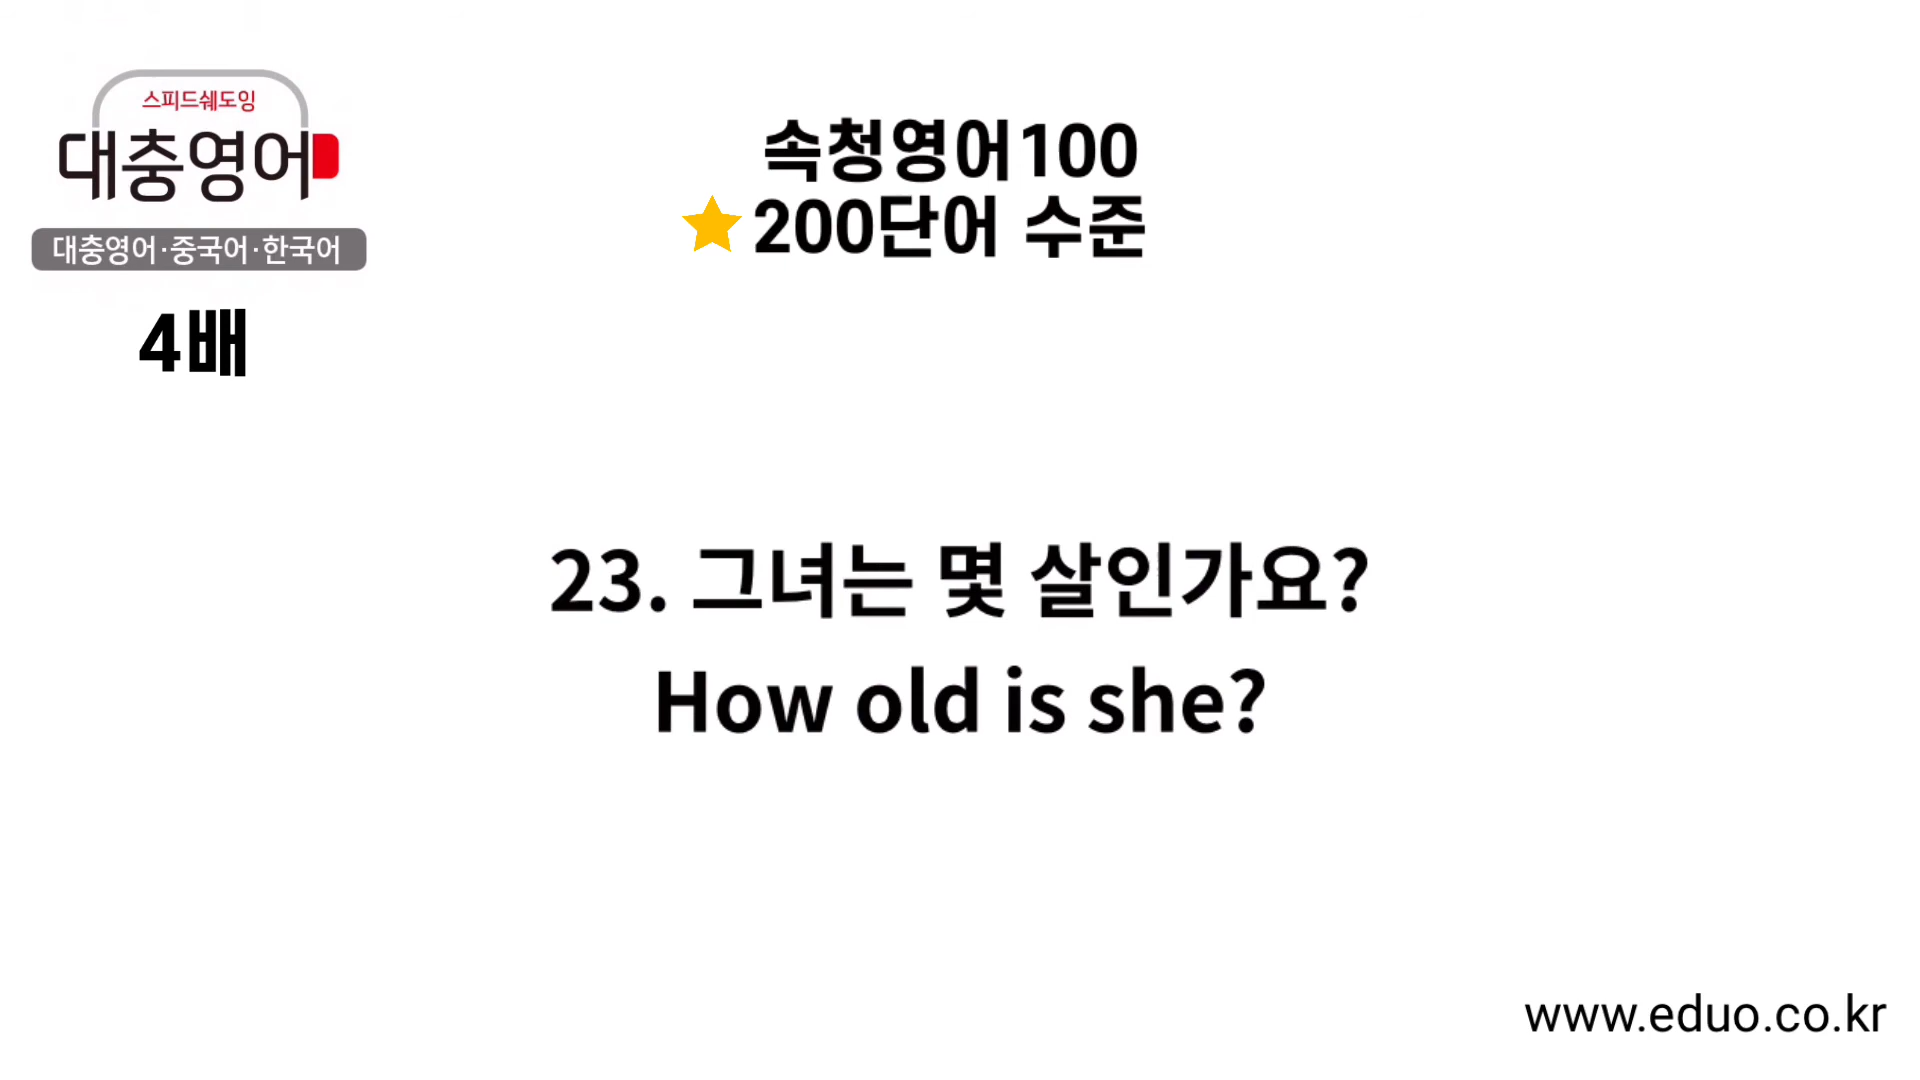 스피드쉐도잉
대충영어
대충영어·중국어·한국어
4배
속청영어100
200단어 수준
23. 그녀는 몇 살인가요?
How old is she?
www.eduo.co.kr